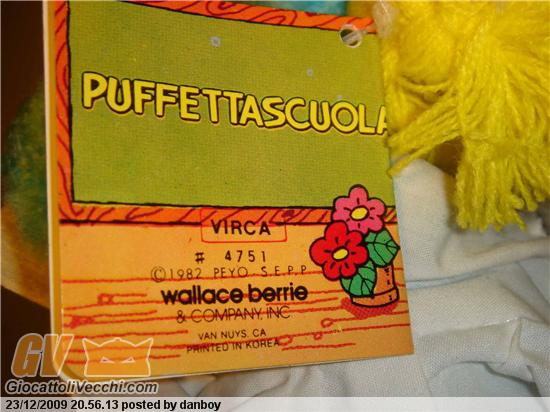 PUFFETTASCUOLA
VIRCA
# 4751
©1982 PEYO S.E.P.P
wallace berrie
& COMPANY, INC
VAN NUYS, CA
PRINTED IN KOREA
GV
GiocattoliVecchi.com
23/12/2009 20.56.13 posted by danboy